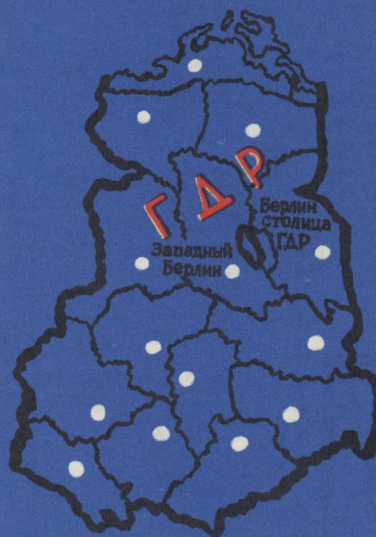 ГДР
Берлин
столица
ГДР
Западный
Берлин